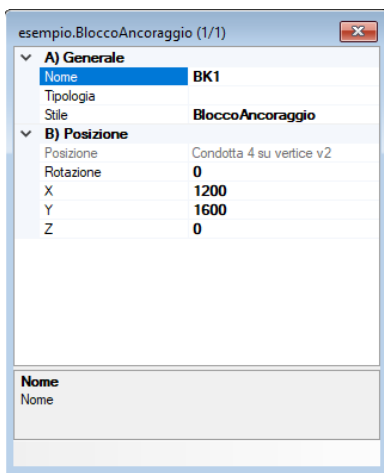 esempio.BloccoAncoraggio (1/1)
A) Generale
Nome BK1
Tipologia
Stile BloccoAncoraggio
B) Posizione
Posizione Condotta 4 su vertice v2
Rotazione 0
X 1200
Y 1600
Z 0
Nome
Nome